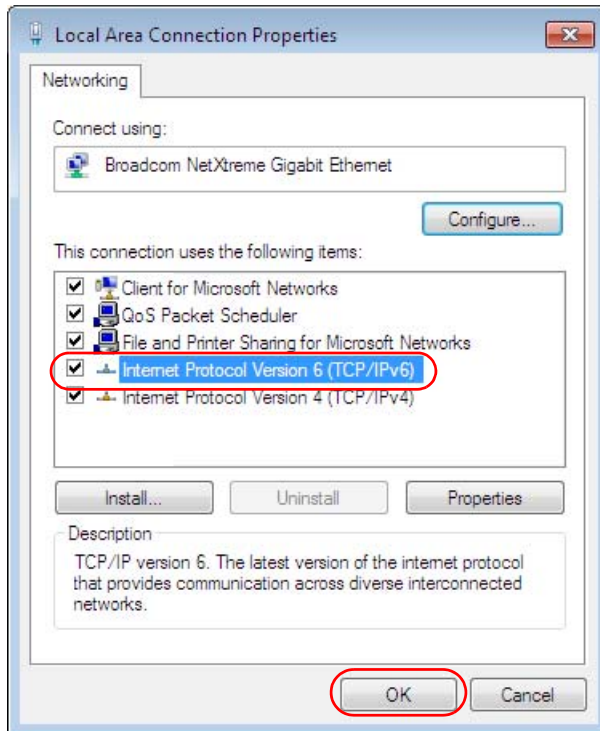 Local Area Connection Properties
Networking
Connect using:
Broadcom NetXtreme Gigabit Ethernet
Configure...
This connection uses the following items:
Client for Microsoft Networks
QoS Packet Scheduler
File and Printer Sharing for Microsoft Networks
Internet Protocol Version 6 (TCP/IPv6)
Internet Protocol Version 4 (TCP/IPv4)
Install... Uninstall Properties
Description
TCP/IP version 6. The latest version of the internet protocol
that provides communication across diverse interconnected
networks.
OK Cancel